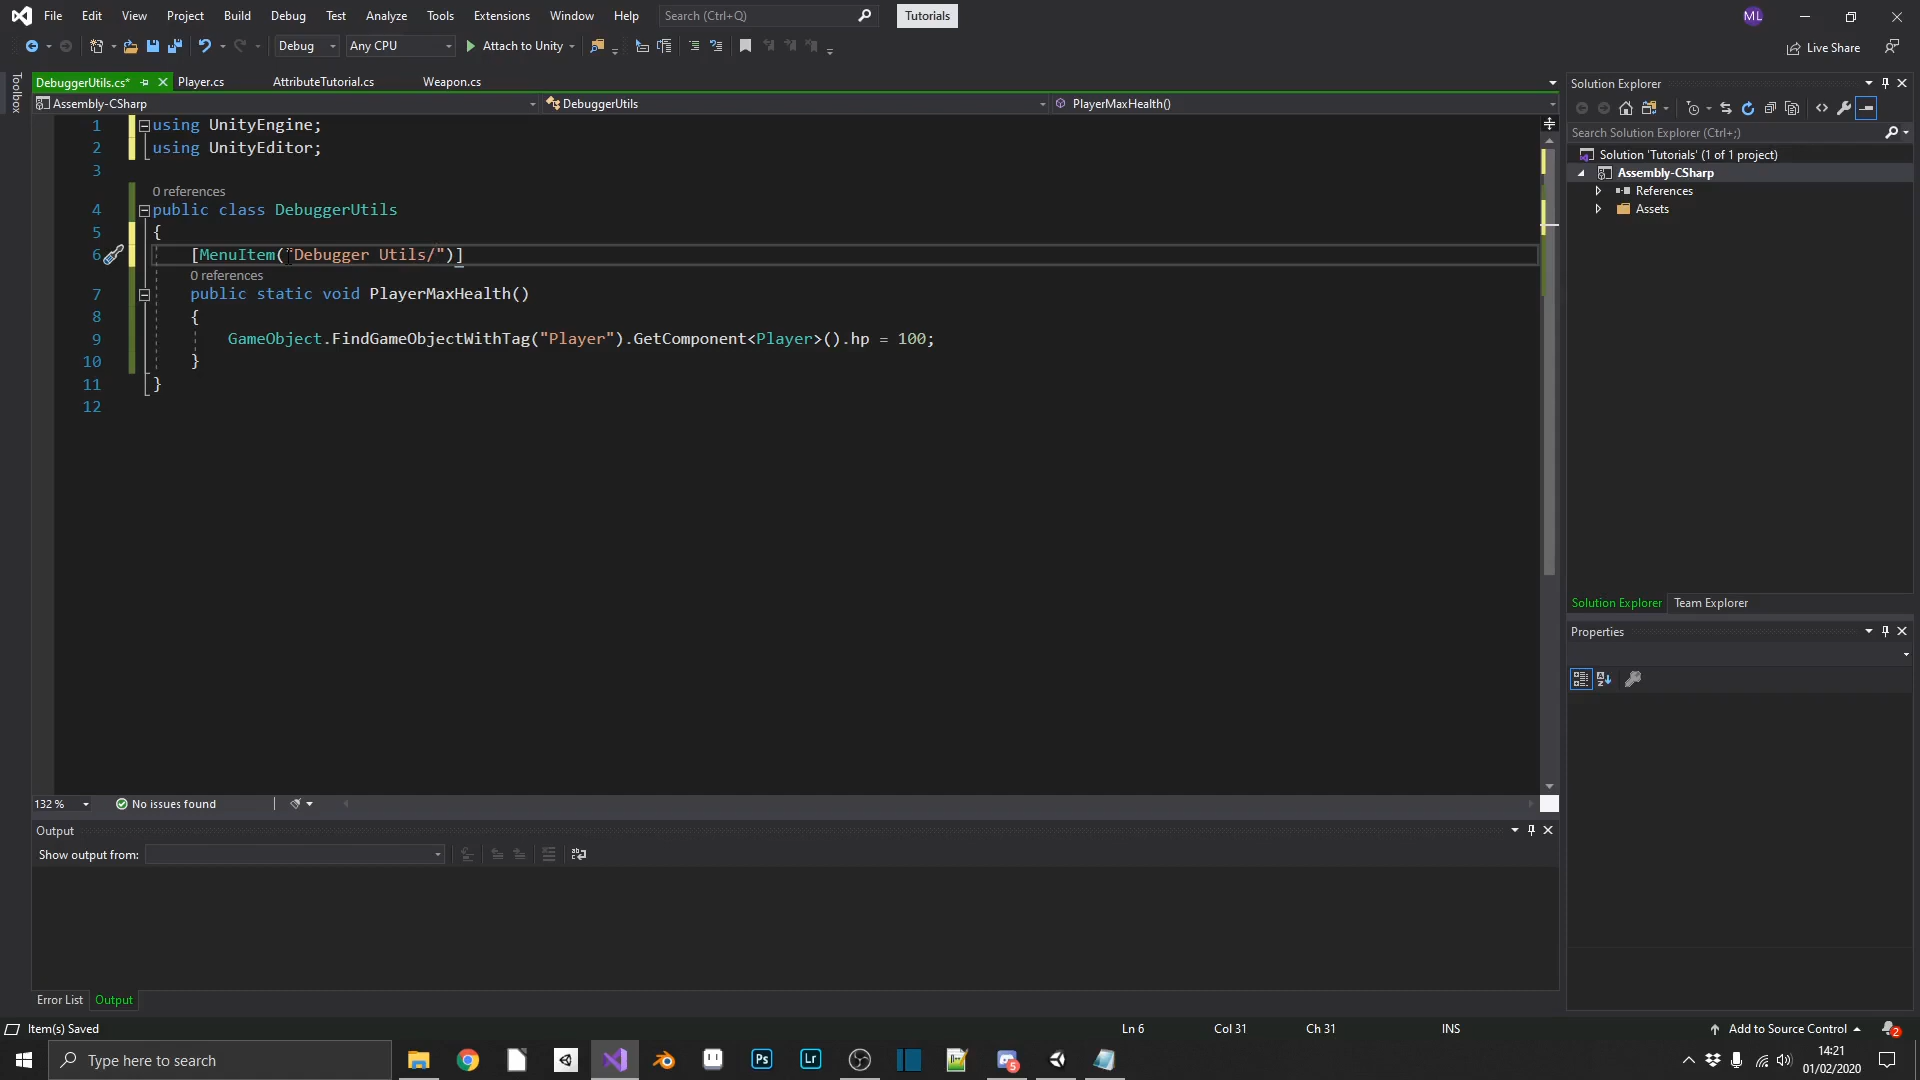 File Edit View Project Build Debug Test Analyze Tools Extensions Window Help Search (Ctrl+Q) Tutorials ML
Debug Any CPU Attach to Unity Live Share
Toolbox
DebuggerUtils.cs* Player.cs AttributeTutorial.cs Weapon.cs
Assembly-CSharp DebuggerUtils PlayerMaxHealth()
1 using UnityEngine;
2 using UnityEditor;
3
0 references
4 public class DebuggerUtils
5 {
6 [MenuItem("Debugger Utils/")]
0 references
7 public static void PlayerMaxHealth()
8 {
9 GameObject.FindGameObjectWithTag("Player").GetComponent<Player>().hp = 100;
10 }
11 }
12
132 % No issues found
Output
Show output from:
Error List Output
Solution Explorer
Search Solution Explorer (Ctrl+;)
Solution 'Tutorials' (1 of 1 project)
Assembly-CSharp
References
Assets
Solution Explorer Team Explorer
Properties
Item(s) Saved Ln 6 Col 31 Ch 31 INS Add to Source Control 2
Type here to search Ps Lr 5 14:21
01/02/2020